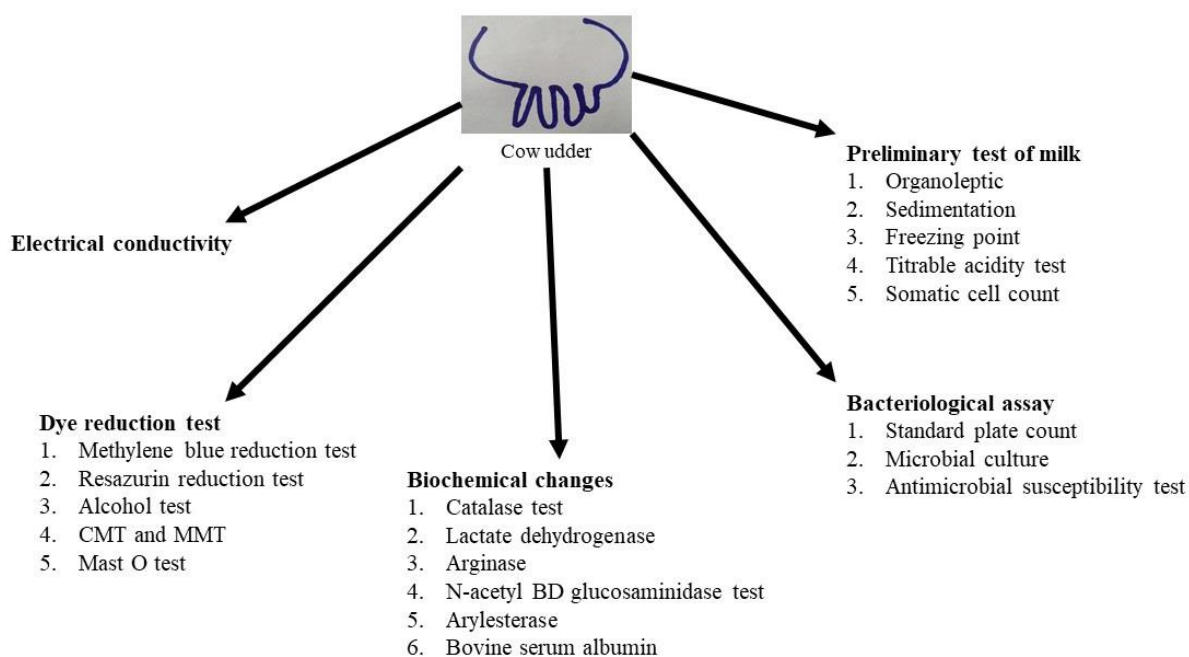 Cow udder
Electrical conductivity
Preliminary test of milk
1. Organoleptic
2. Sedimentation
3. Freezing point
4. Titrable acidity test
5. Somatic cell count
Dye reduction test
1. Methylene blue reduction test
2. Resazurin reduction test
3. Alcohol test
4. CMT and MMT
5. Mast O test
Biochemical changes
1. Catalase test
2. Lactate dehydrogenase
3. Arginase
4. N-acetyl BD glucosaminidase test
5. Arylesterase
6. Bovine serum albumin
Bacteriological assay
1. Standard plate count
2. Microbial culture
3. Antimicrobial susceptibility test